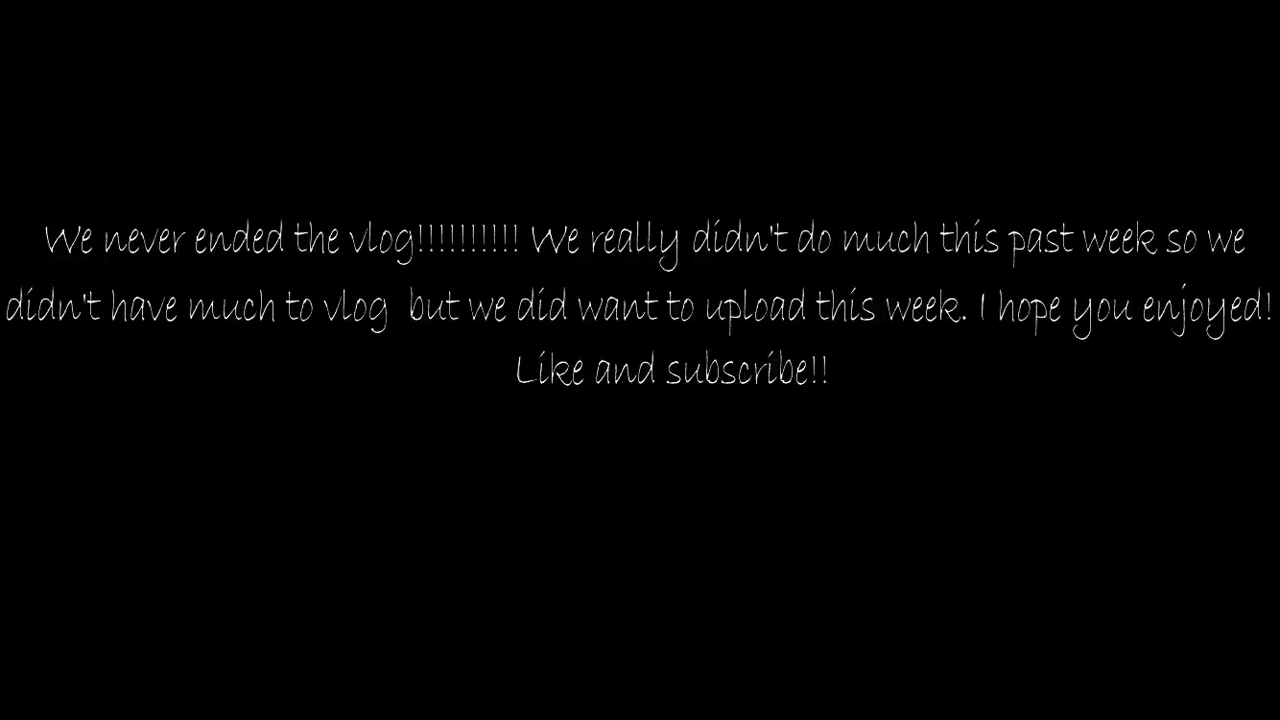 We never ended the vlog!!!!!!!!!! We really didn't do much this past week so we
didn't have much to vlog  but we did want to upload this week. I hope you enjoyed!
Like and subscribe!!